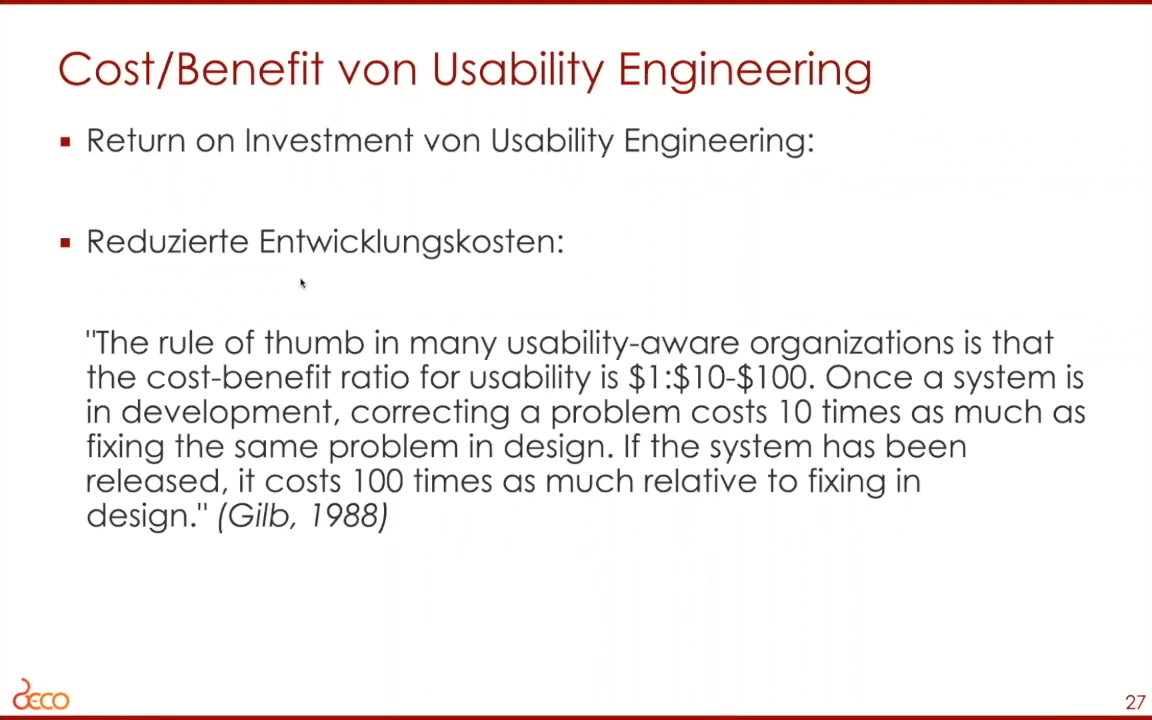 Cost/Benefit von Usability Engineering
Return on Investment von Usability Engineering:
Reduzierte Entwicklungskosten:
"The rule of thumb in many usability-aware organizations is that
the cost-benefit ratio for usability is $1:$10-$100. Once a system is
in development, correcting a problem costs 10 times as much as
fixing the same problem in design. If the system has been
released, it costs 100 times as much relative to fixing in
design." (Gilb, 1988)
DECO
27